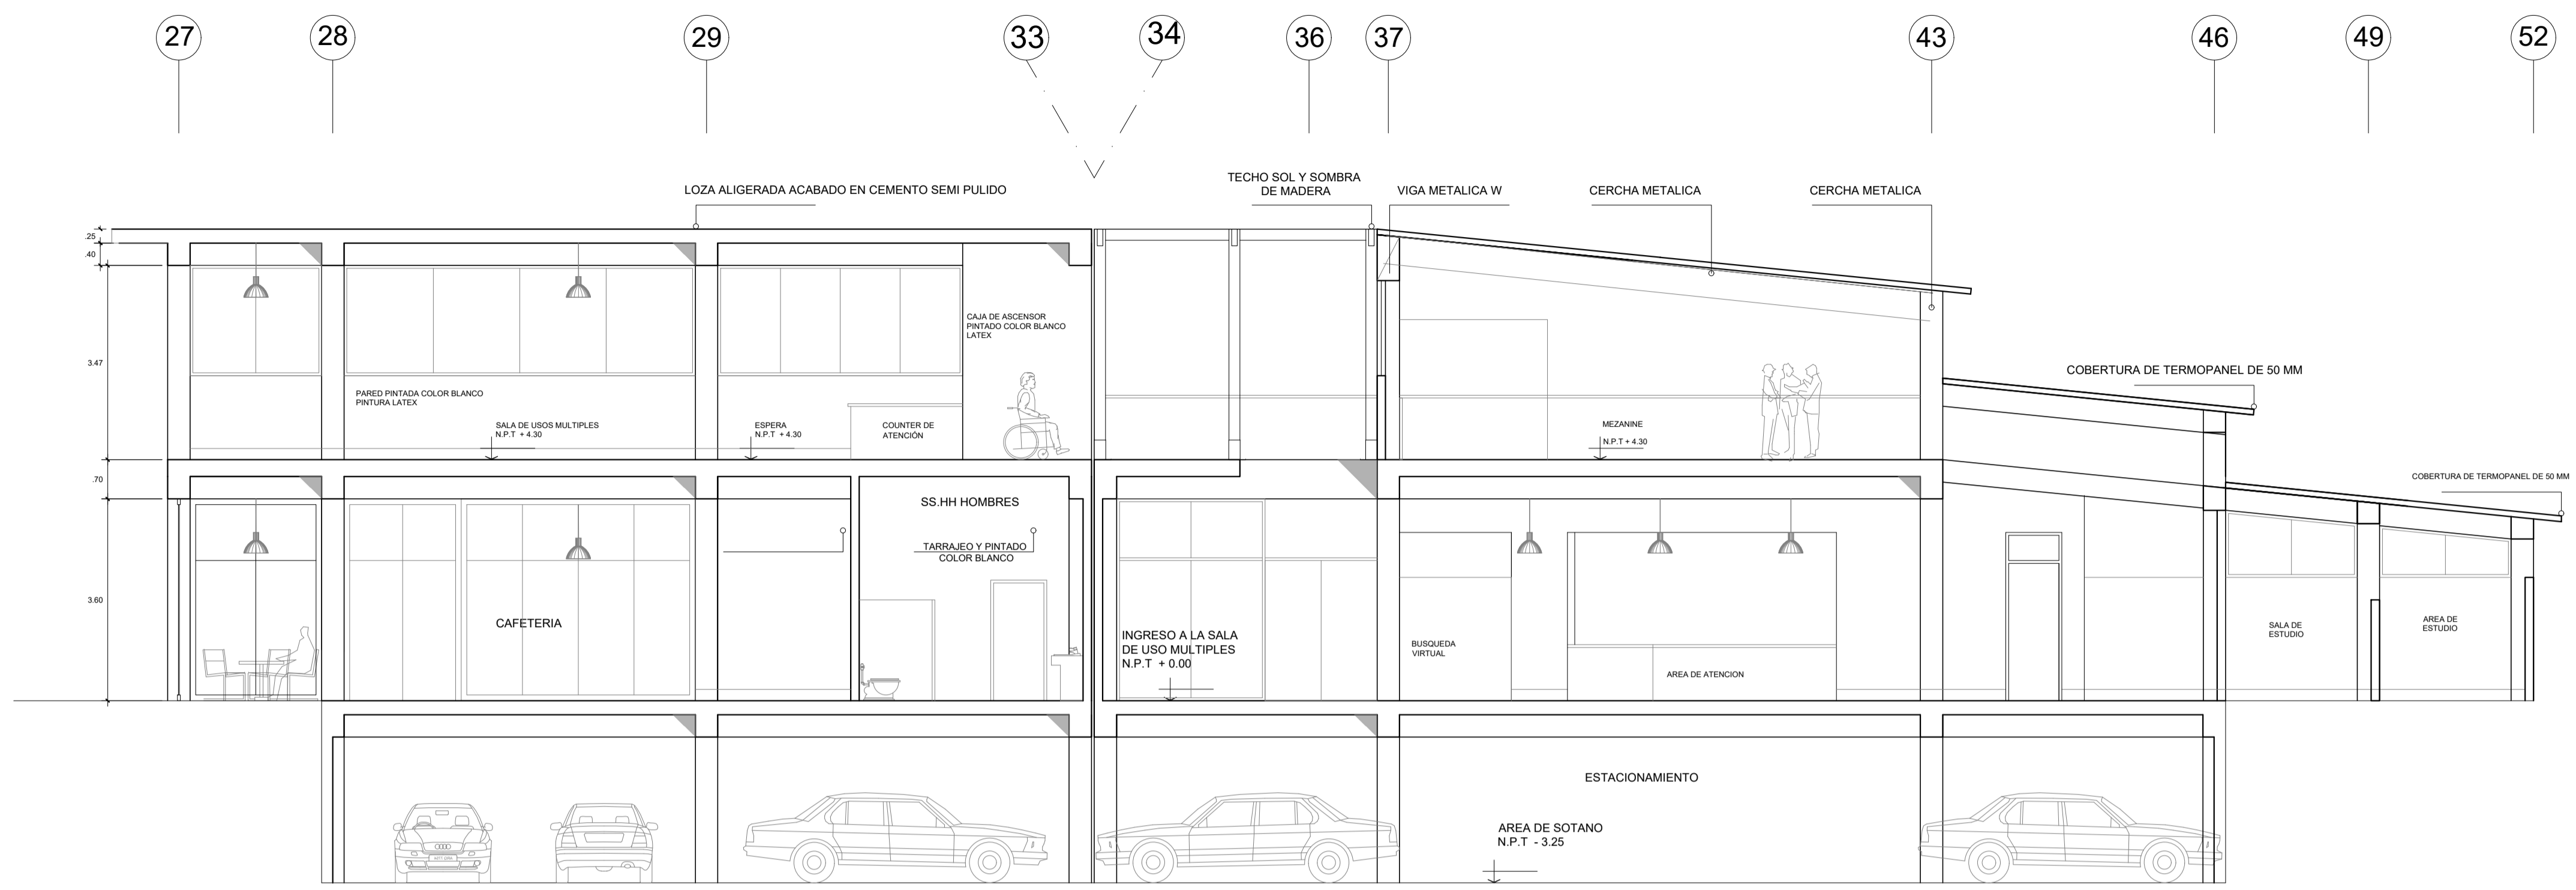 27 28 29 33 34 36 37 43 46 49 52
LOZA ALIGERADA ACABADO EN CEMENTO SEMI PULIDO
TECHO SOL Y SOMBRA
DE MADERA
VIGA METALICA W
CERCHA METALICA
CERCHA METALICA
.25
.40
3.47
.70
3.60
CAJA DE ASCENSOR
PINTADO COLOR BLANCO
LATEX
PARED PINTADA COLOR BLANCO
PINTURA LATEX
SALA DE USOS MULTIPLES
N.P.T + 4.30
ESPERA
N.P.T + 4.30
COUNTER DE
ATENCIÓN
MEZANINE
N.P.T + 4.30
COBERTURA DE TERMOPANEL DE 50 MM
COBERTURA DE TERMOPANEL DE 50 MM
SS.HH HOMBRES
TARRAJEO Y PINTADO
COLOR BLANCO
CAFETERIA
INGRESO A LA SALA
DE USO MULTIPLES
N.P.T + 0.00
BUSQUEDA
VIRTUAL
AREA DE ATENCION
SALA DE
ESTUDIO
AREA DE
ESTUDIO
ESTACIONAMIENTO
AREA DE SOTANO
N.P.T - 3.25